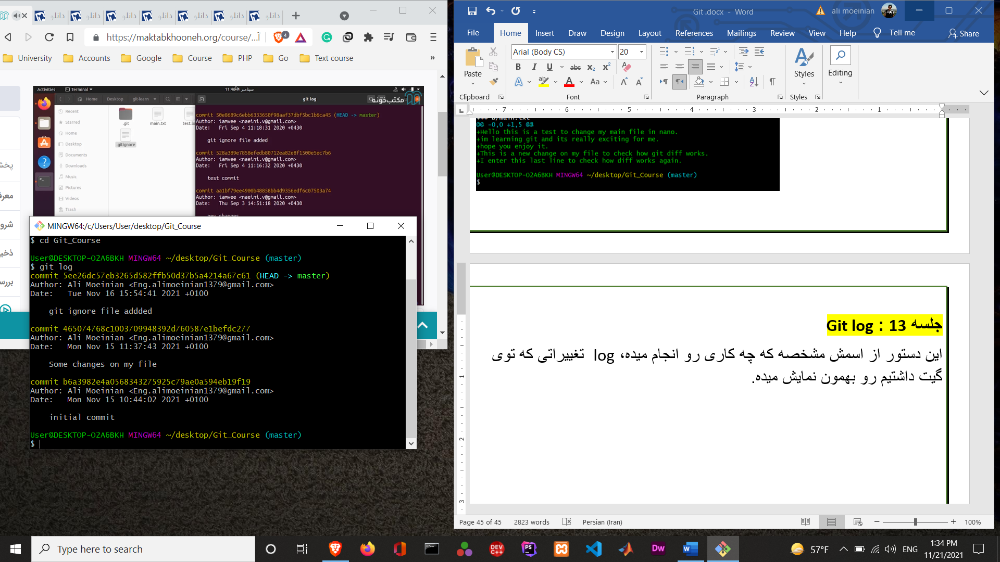 دانلو
دانلو
دانلو
دانلو
دانلو
دانلو
دانلو
https://maktabkhooneh.org/course/...آ
4
University
Accounts
Google
Course
PHP
Go
Text course
»
Activities
Terminal
سپتامبر 4 11:46
Home
Desktop
git-learn
git log
مکتب‌خونه
Recent
Starred
Home
Desktop
Documents
Downloads
Music
Pictures
Videos
Trash
.git
main.txt
.gitignore
commit 50e8689c6ebb6333650f98aaf37dbf5bc1b6ca45 (HEAD -> master)
Author: iamvee <naeini.v@gmail.com>
Date:   Fri Sep 4 11:18:31 2020 +0430
git ignore file added
commit 528a389e7858efedb80712ea82e8f1500e5ec7b6
Author: iamvee <naeini.v@gmail.com>
Date:   Fri Sep 4 11:16:32 2020 +0430
test commit
commit aa1bf79ee4900b48858bb4d9356edf6c07503a74
Author: iamvee <naeini.v@gmail.com>
Date:   Thu Sep 3 14:51:18 2020 +0430
new changes
پخش
معرف
شرو
ذخی
بررس
MINGW64:/c/Users/User/desktop/Git_Course
$ cd Git_Course
User@DESKTOP-O2A6BKH MINGW64 ~/desktop/Git_Course (master)
$ git log
commit 5ee26dc57eb3265d582ffb50d37b5a4214a67c61 (HEAD -> master)
Author: Ali Moeinian <Eng.alimoeinian1379@gmail.com>
Date:   Tue Nov 16 15:54:41 2021 +0100
git ignore file addded
commit 465074768c1003709948392d760587e1befdc277
Author: Ali Moeinian <Eng.alimoeinian1379@gmail.com>
Date:   Mon Nov 15 11:37:43 2021 +0100
Some changes on my file
commit b6a3982e4a0568343275925c79ae0a594eb19f19
Author: Ali Moeinian <Eng.alimoeinian1379@gmail.com>
Date:   Mon Nov 15 10:44:02 2021 +0100
initial commit
User@DESKTOP-O2A6BKH MINGW64 ~/desktop/Git_Course (master)
$
Git .docx - Word
ali moeinian
File
Home
Insert
Draw
Design
Layout
References
Mailings
Review
View
Help
Tell me
Share
Paste
Clipboard
Arial (Body CS)
20
Font
Paragraph
Styles
Styles
Editing
7 6 5 4 3 2 1
+++ b/main.txt
@@ -0,0 +1,5 @@
+Hello this is a test to change my main file in nano.
+im learning git and its really exciting for me.
+hope you enjoy it.
+This is a new change on my file to check how git diff works.
+I enter this last line to check how diff works again.
User@DESKTOP-O2A6BKH MINGW64 ~/desktop/Git_Course (master)
$
جلسه 13 : Git log
این دستور از اسمش مشخصه که چه کاری رو انجام میده، log تغییراتی که توی
گیت داشتیم رو بهمون نمایش میده.
1
2
3
Page 45 of 45
2823 words
Persian (Iran)
100%
Type here to search
57°F
ENG
1:34 PM
11/21/2021